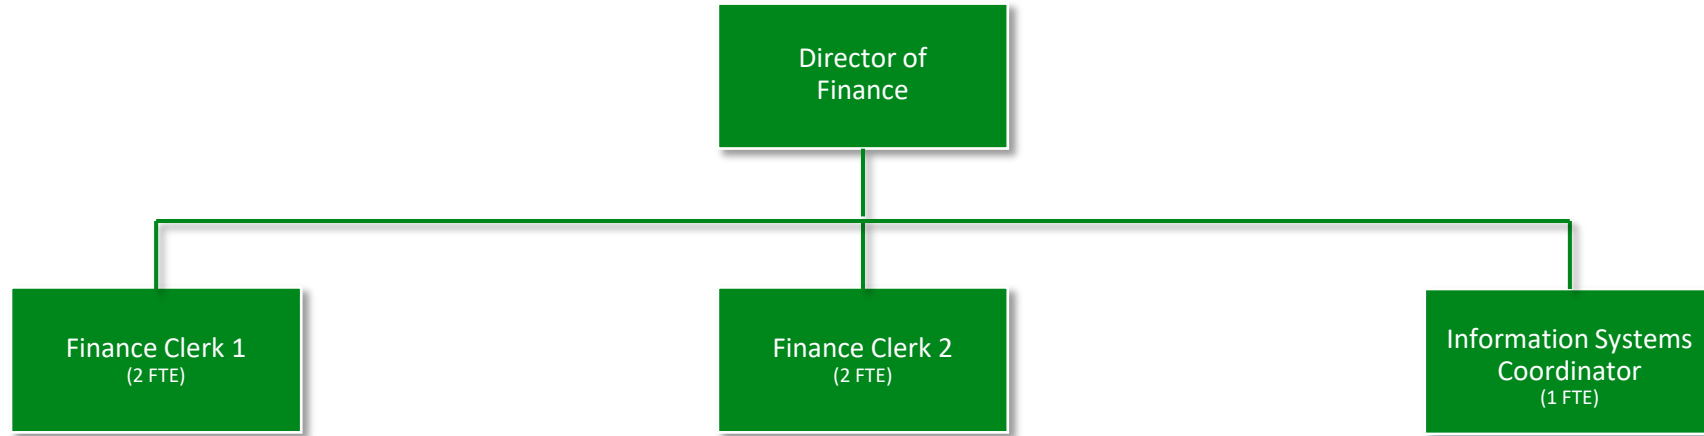 Director of
Finance
Finance Clerk 1
(2 FTE)
Finance Clerk 2
(2 FTE)
Information Systems
Coordinator
(1 FTE)